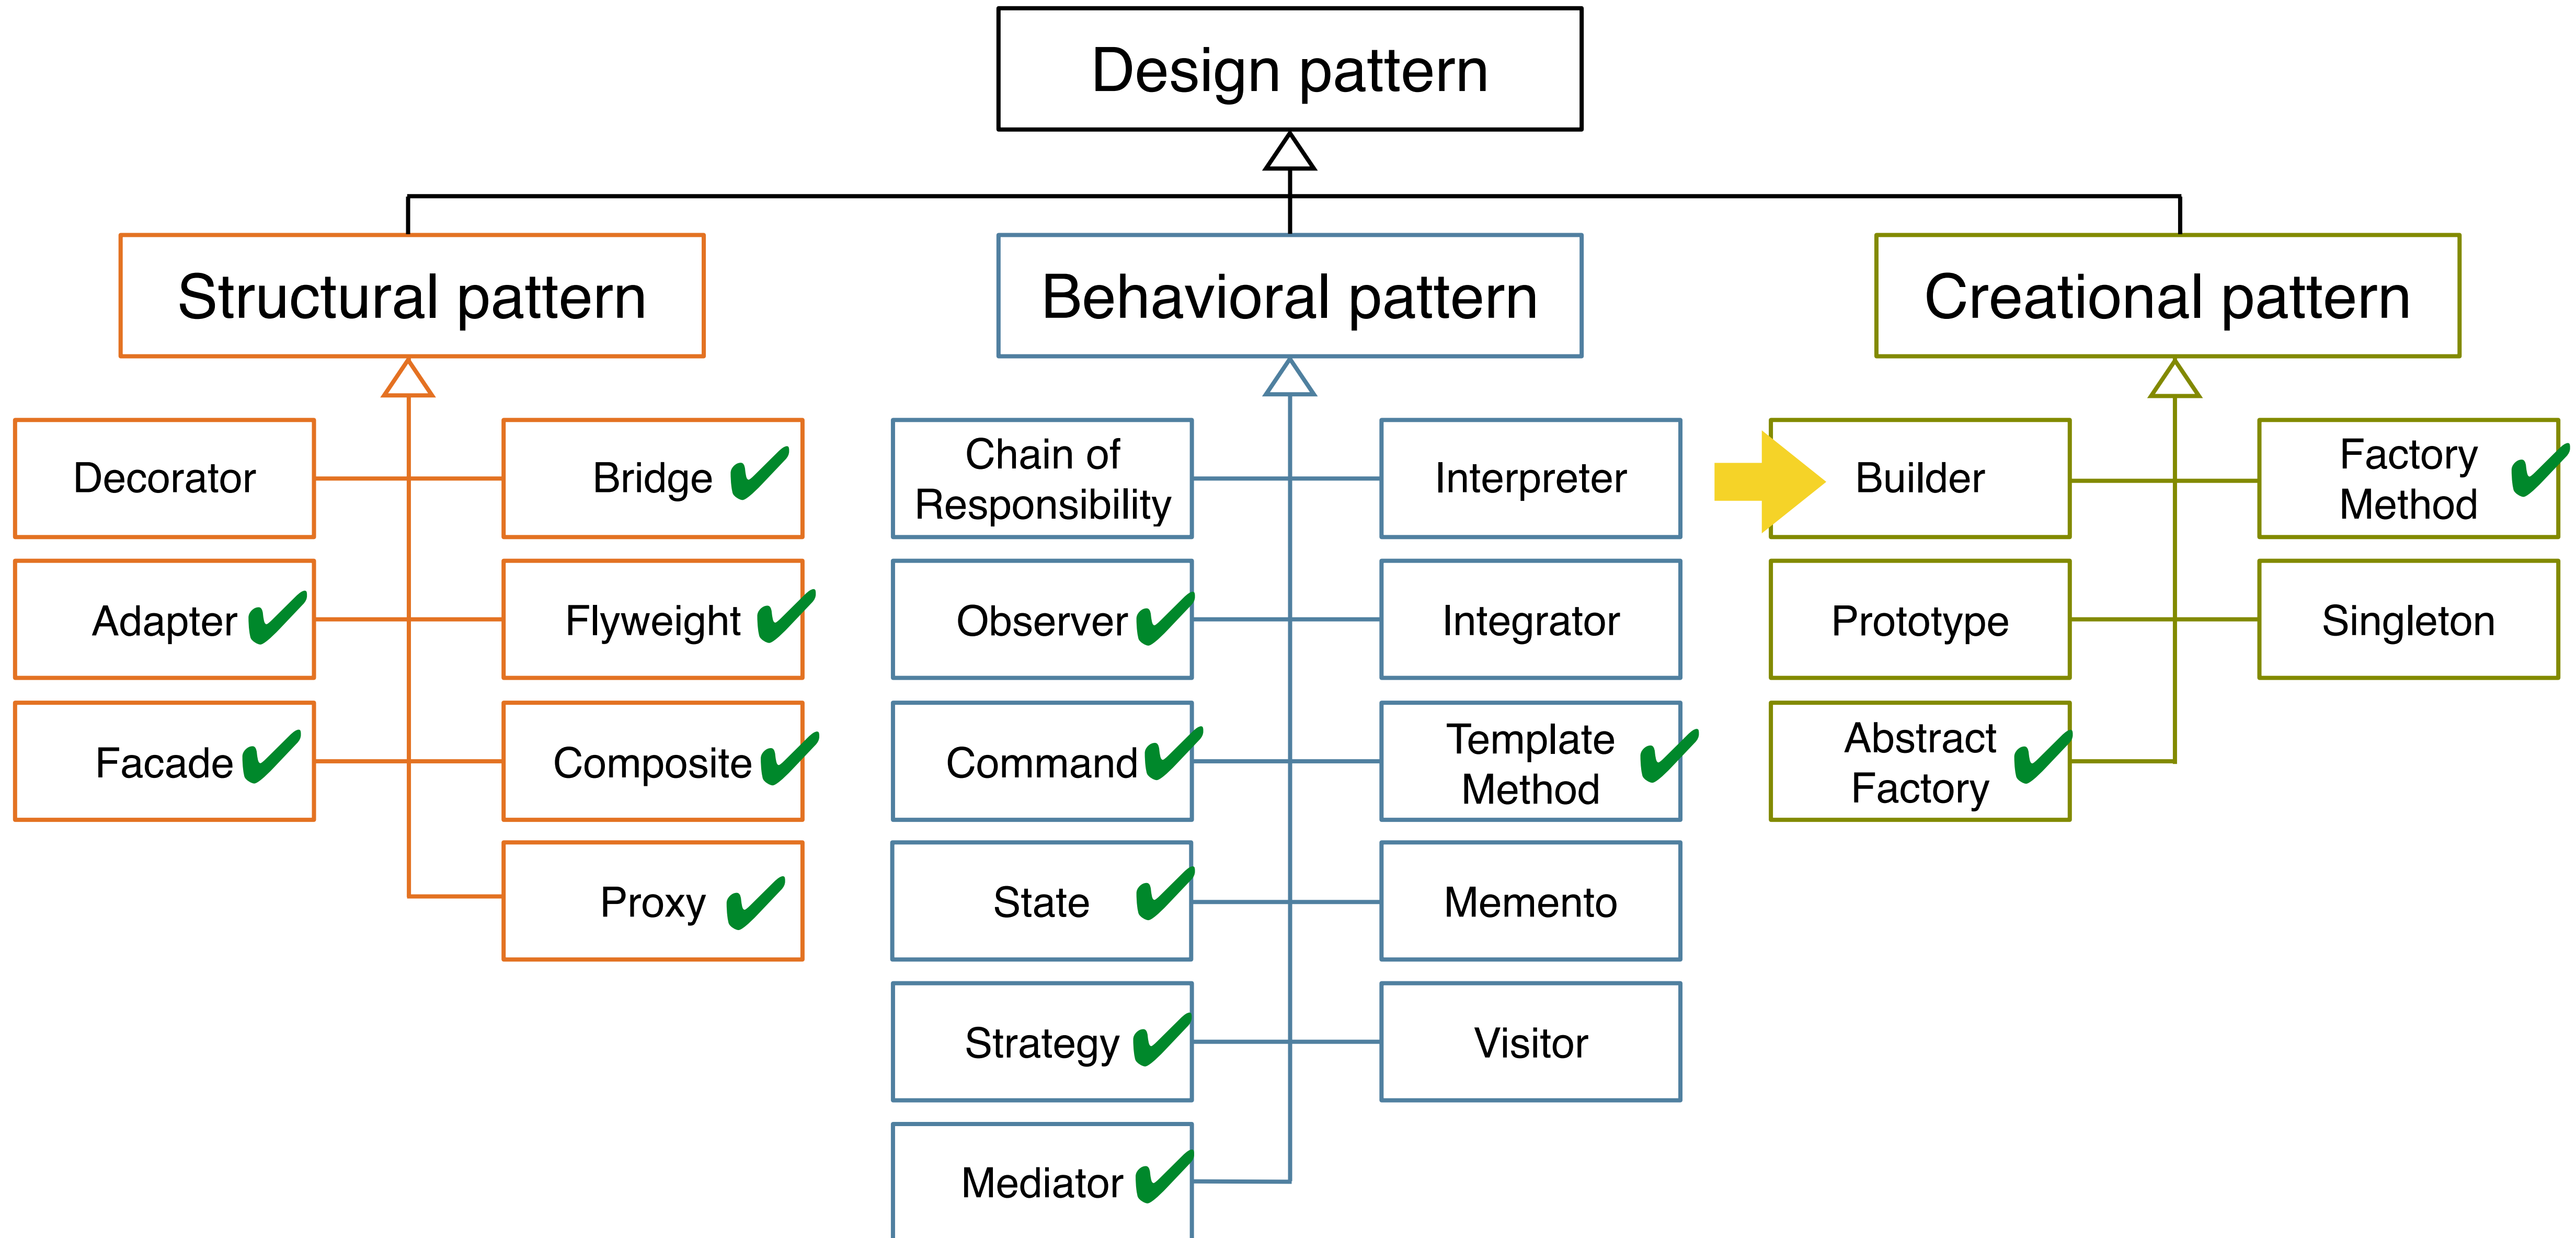 Design pattern
Structural pattern
Behavioral pattern
Creational pattern
Decorator
Bridge
Adapter
Flyweight
Facade
Composite
Proxy
Chain of
Responsibility
Interpreter
Observer
Integrator
Command
Template
Method
State
Memento
Strategy
Visitor
Mediator
Builder
Factory
Method
Prototype
Singleton
Abstract
Factory